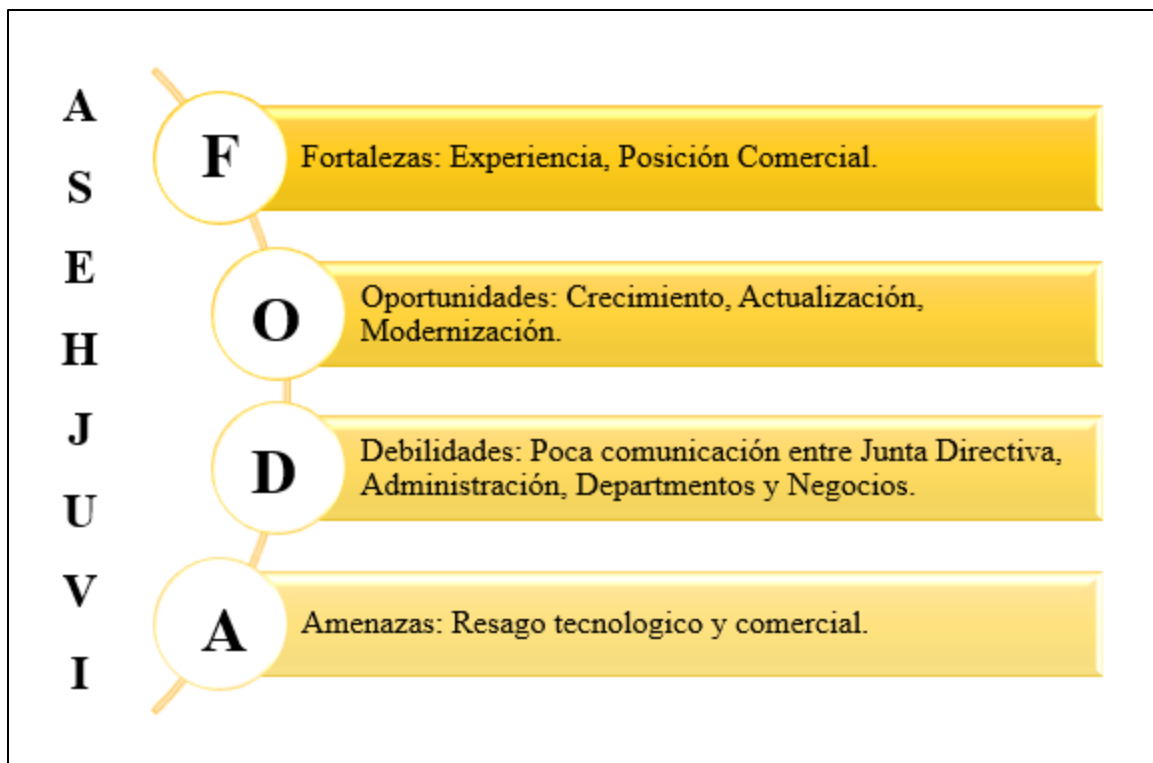 A
S
E
H
J
U
V
I
F
Fortalezas: Experiencia, Posición Comercial.
O
Oportunidades: Crecimiento, Actualización,
Modernización.
D
Debilidades: Poca comunicación entre Junta Directiva,
Administración, Departmentos y Negocios.
A
Amenazas: Resago tecnologico y comercial.